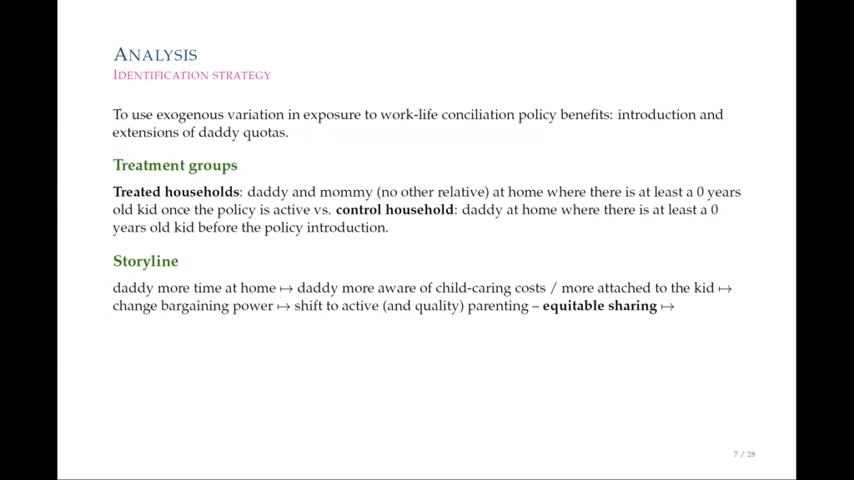 ANALYSIS
IDENTIFICATION STRATEGY
To use exogenous variation in exposure to work-life conciliation policy benefits: introduction and
extensions of daddy quotas.
Treatment groups
Treated households: daddy and mommy (no other relative) at home where there is at least a 0 years
old kid once the policy is active vs. control household: daddy at home where there is at least a 0
years old kid before the policy introduction.
Storyline
daddy more time at home ↦ daddy more aware of child-caring costs / more attached to the kid ↦
change bargaining power ↦ shift to active (and quality) parenting – equitable sharing ↦
7 / 28